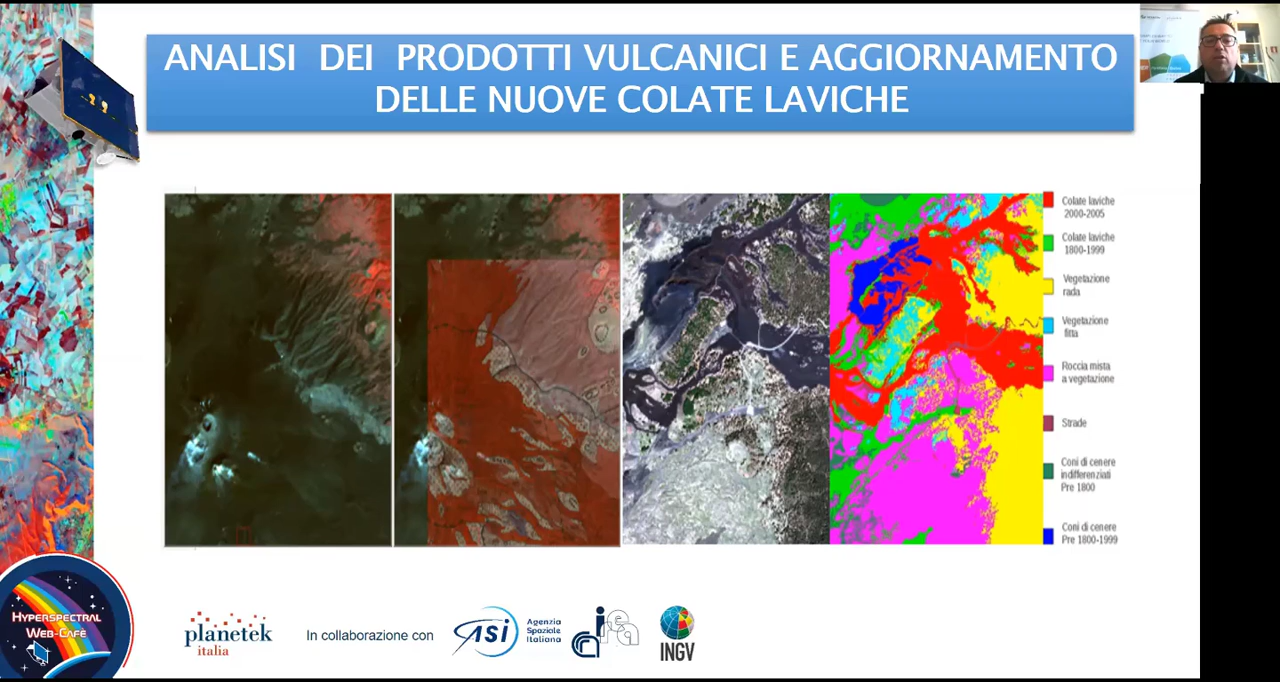 ANALISI DEI PRODOTTI VULCANICI E AGGIORNAMENTO
DELLE NUOVE COLATE LAVICHE
Colate laviche
2000-2005
Colate laviche
1800-1999
Vegetazione
rada
Vegetazione
fitta
Roccia mista
a vegetazione
Strade
Coni di cenere
indifferenziati
Pre 1800
Coni di cenere
Pre 1800-1999
HYPERSPECTRAL
WEB-CAFÈ
planetek
italia
In collaborazione con
ASI
Agenzia
Spaziale
Italiana
irea
INGV